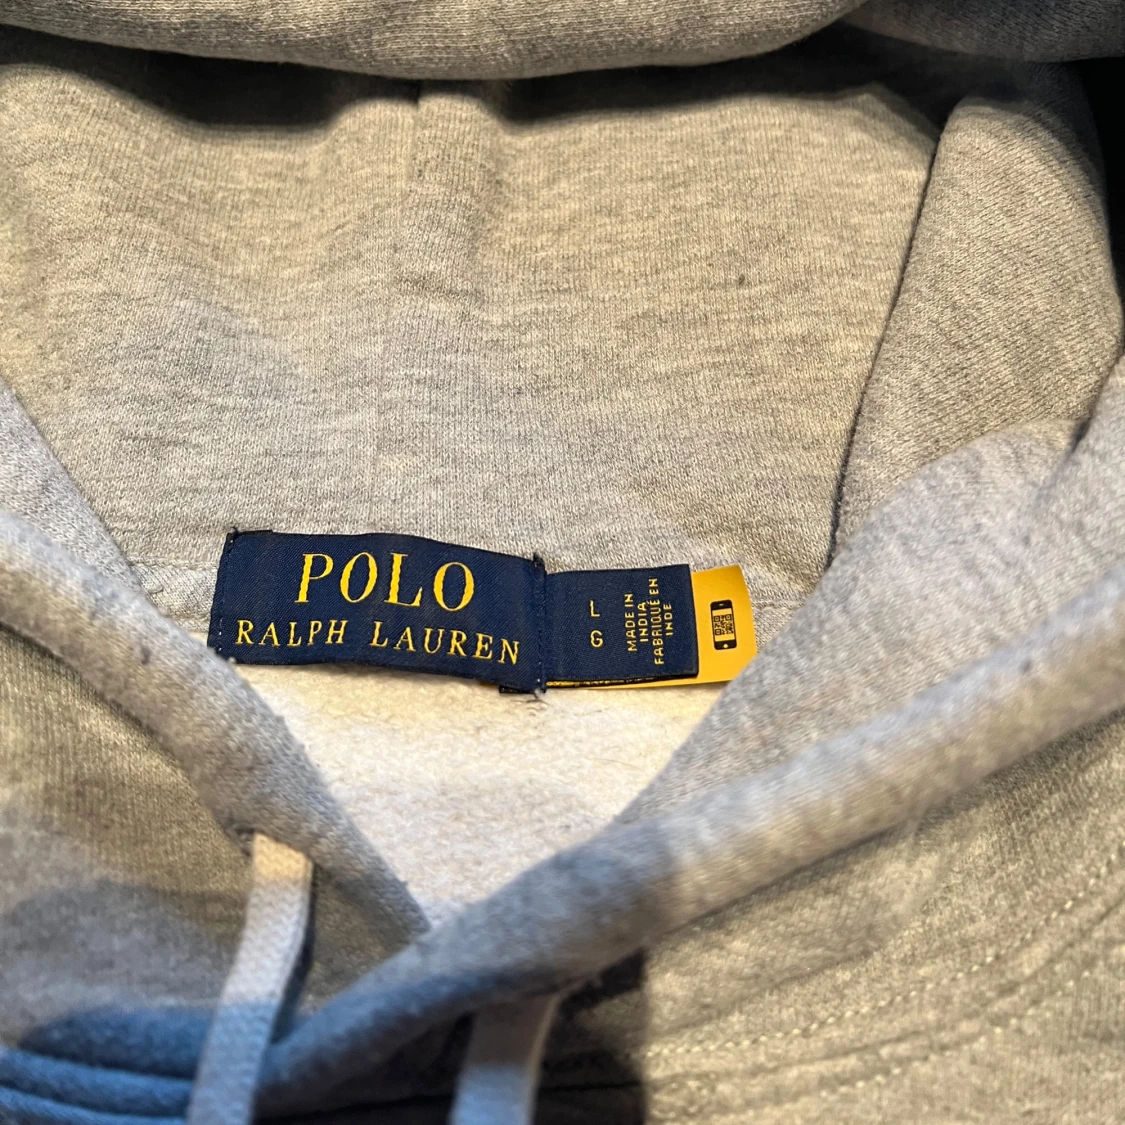 POLO
RALPH LAUREN
L
G
MADE IN
INDIA
FABRIQUÉ EN
INDE